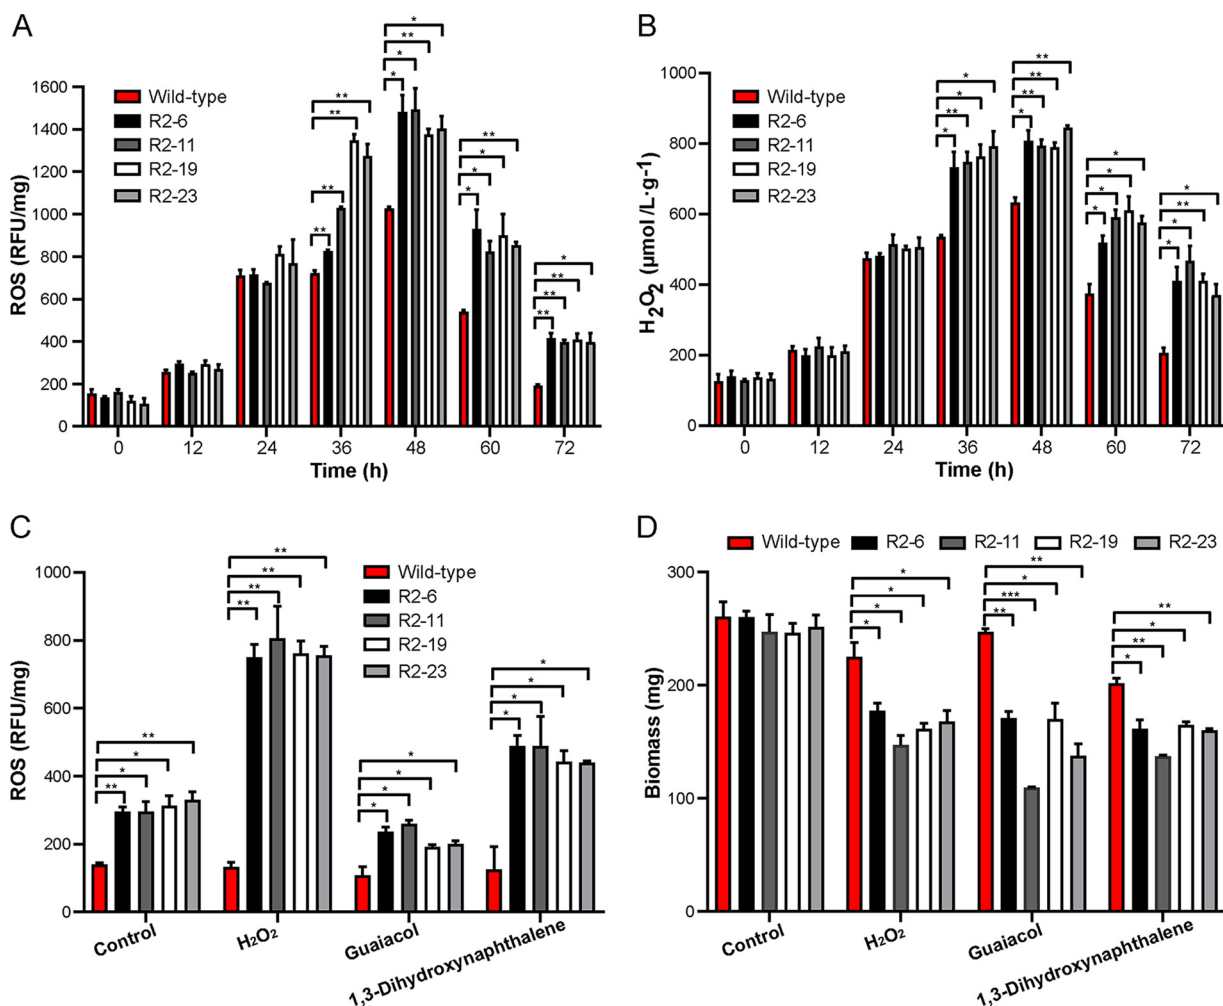 A
ROS (RFU/mg)
1600
1400
1200
1000
800
600
400
200
0
Wild-type
R2-6
R2-11
R2-19
R2-23
** ** ** **
* * ** *
* * * **
** ** ** *
0 12 24 36 48 60 72
Time (h)
B
H2O2 (μmol /L·g-1)
1000
800
600
400
200
0
Wild-type
R2-6
R2-11
R2-19
R2-23
* ** * *
* ** ** **
* * * *
* * ** *
0 12 24 36 48 60 72
Time (h)
C
ROS (RFU/mg)
1000
800
600
400
200
0
Wild-type
R2-6
R2-11
R2-19
R2-23
** * * **
** ** ** **
* * * *
* * * *
Control
H2O2
Guaiacol
1,3-Dihydroxynaphthalene
D
Wild-type R2-6 R2-11 R2-19 R2-23
Biomass (mg)
300
200
100
0
* * * *
** *** * **
* ** * **
Control
H2O2
Guaiacol
1,3-Dihydroxynaphthalene